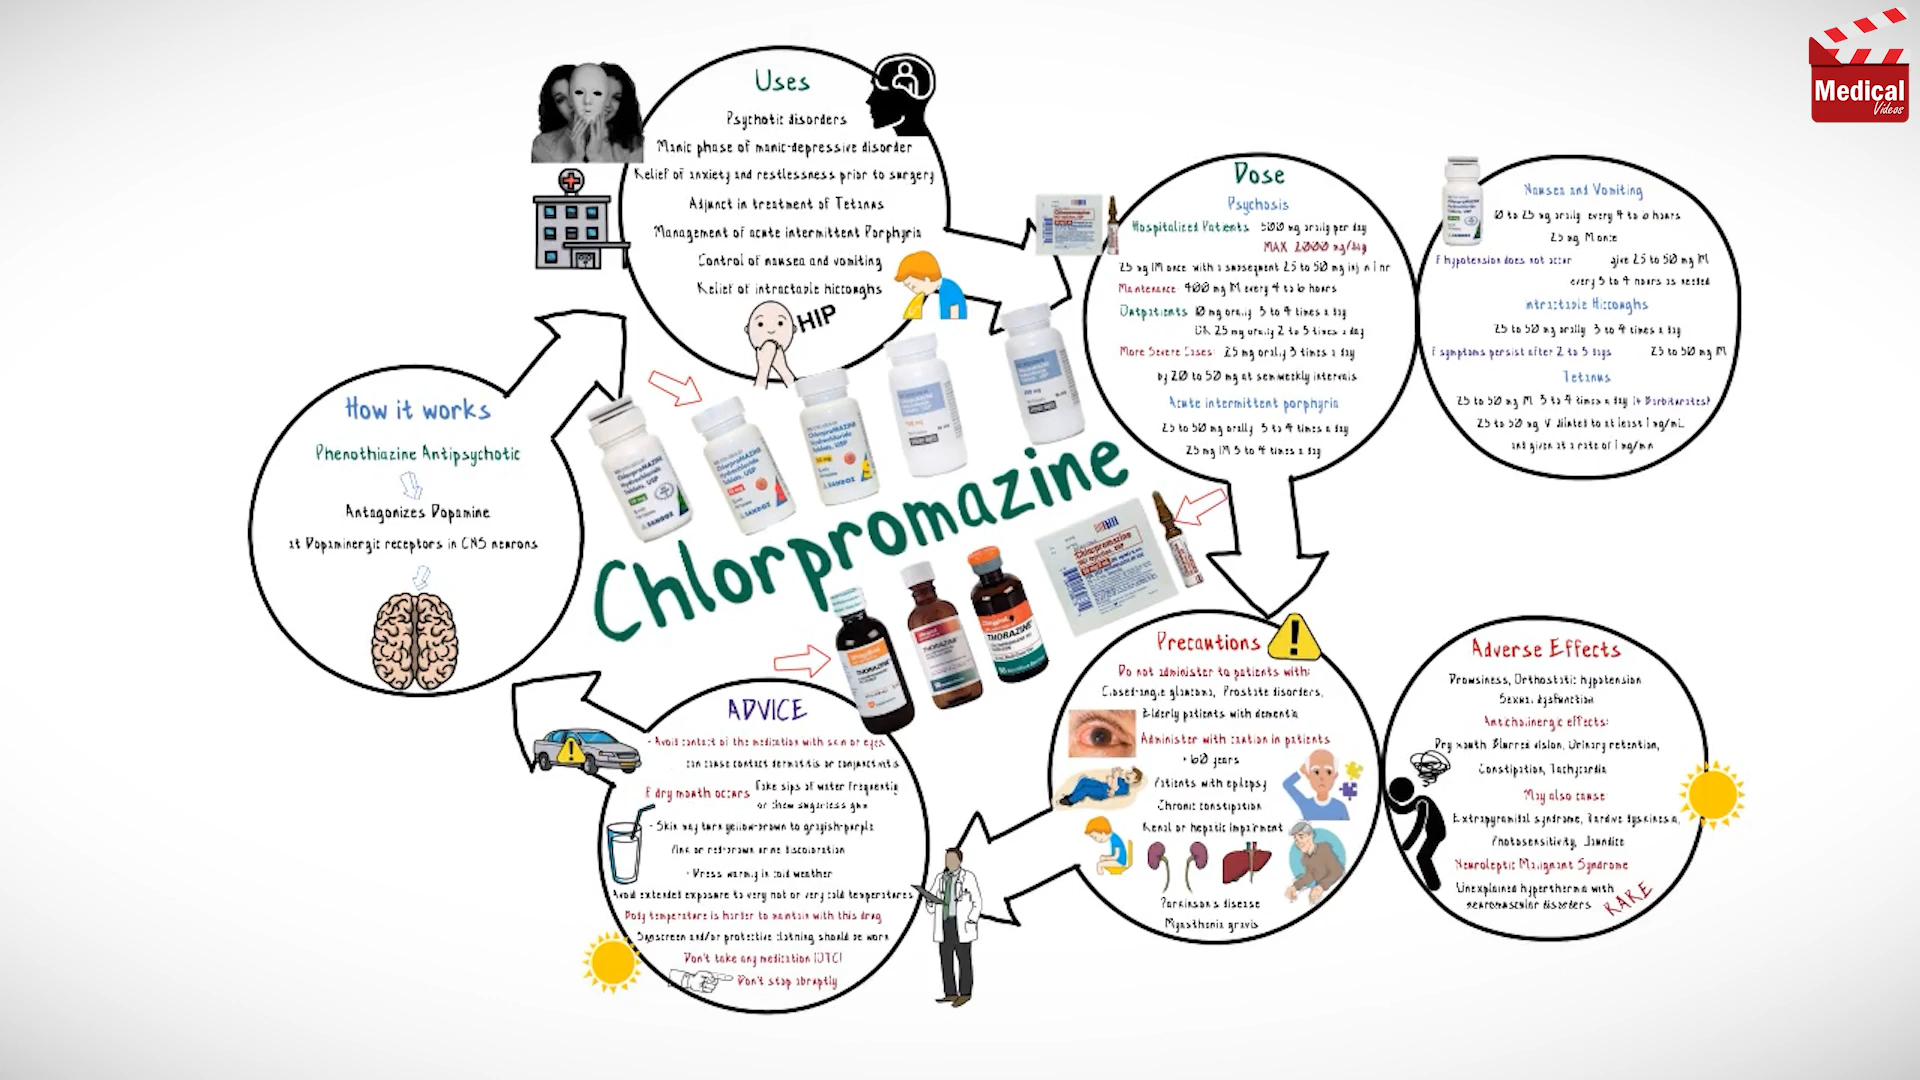 Medical
Videos
Uses
Psychotic disorders
Manic phase of manic-depressive disorder
Relief of anxiety and restlessness prior to surgery
Adjunct in treatment of Tetanus
Management of acute intermittent Porphyria
Control of nausea and vomiting
Relief of intractable hiccoughs
HIP
How it works
Phenothiazine Antipsychotic
Antagonizes Dopamine
at Dopaminergic receptors in CNS neurons
Chlorpromazine
ChlorproMAZINE
Hydrochloride
Tablets, USP
SANDOZ
ChlorproMAZINE
Hydrochloride
Tablets, USP
SANDOZ
ChlorproMAZINE
Hydrochloride
Tablets, USP
SANDOZ
THORAZINE
THORAZINE
THORAZINE
Chlorpromazine
Dose
Psychosis
Hospitalized Patients 500 mg orally per day
MAX 2000 mg/day
25 mg IM once with a subsequent 25 to 50 mg inj in 1 hr
Maintenance 400 mg IM every 4 to 6 hours
Outpatients 10 mg orally 3 to 4 times a day
OR 25 mg orally 2 to 3 times a day
More Severe Cases: 25 mg orally 3 times a day
by 20 to 50 mg at semiweekly intervals
Acute intermittent porphyria
25 to 50 mg orally 3 to 4 times a day
25 mg IM 3 to 4 times a day
Nausea and Vomiting
10 to 25 mg orally every 4 to 6 hours
25 mg IM once
If hypotension does not occur give 25 to 50 mg IM
every 3 to 4 hours as needed
Intractable Hiccoughs
25 to 50 mg orally 3 to 4 times a day
If symptoms persist after 2 to 3 days 25 to 50 mg IM
Tetanus
25 to 50 mg IM 3 to 4 times a day (+ Barbiturates)
25 to 50 mg IV diluted to at least 1 mg/mL
and given at a rate of 1 mg/min
Precautions
Do not administer to patients with:
Closed-angle glaucoma, Prostate disorders,
Elderly patients with dementia
Administer with caution in patients
+60 years
Patients with epilepsy
Chronic constipation
Renal or hepatic impairment
Parkinson's disease
Myasthenia gravis
Adverse Effects
Drowsiness, Orthostatic hypotension
Sexual dysfunction
Anticholinergic effects:
Dry mouth Blurred vision, Urinary retention,
Constipation, Tachycardia
May also cause
Extrapyramidal syndrome, Tardive dyskinesia,
Photosensitivity, Jaundice
Neuroleptic Malignant Syndrome
Unexplained hyperthermia with
neuromuscular disorders RARE
ADVICE
- Avoid contact of the medication with skin or eyes
can cause contact dermatitis or conjunctivitis
If dry mouth occurs Take sips of water frequently
or chew sugarless gum
- Skin may turn yellow-brown to grayish-purple
Pink or red-brown urine discoloration
- Dress warmly in cold weather
Avoid extended exposure to very hot or very cold temperatures
Body temperature is harder to maintain with this drug
Sunscreen and/or protective clothing should be worn
Don't take any medication (OTC)
Don't stop abruptly